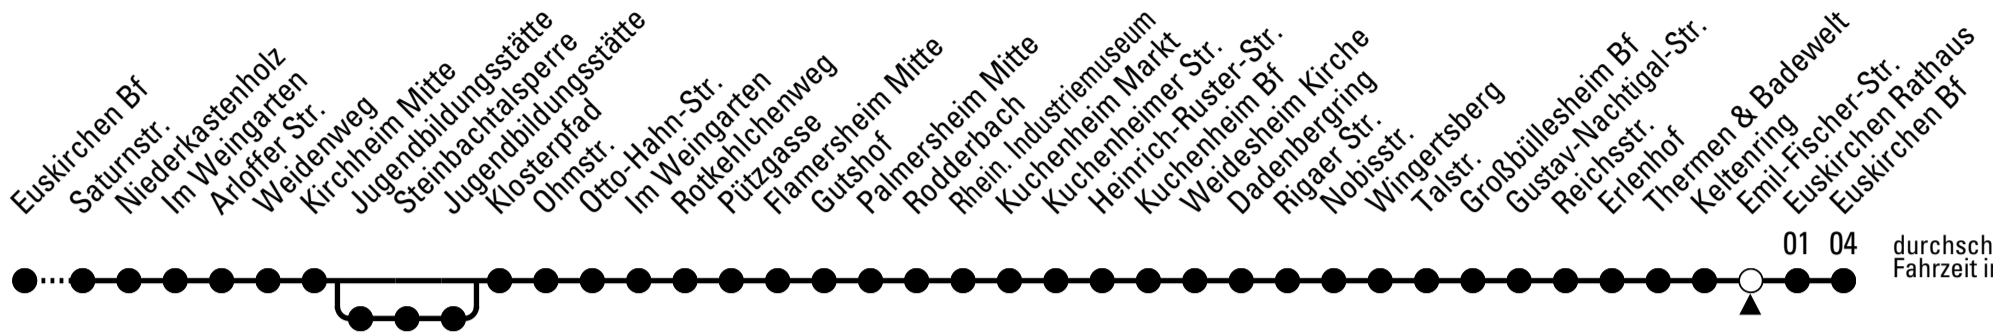 Euskirchen Bf
Saturnstr.
Niederkastenholz
Im Weingarten
Arloffer Str.
Weidenweg
Kirchheim Mitte
Jugendbildungsstätte
Steinbachtalsperre
Jugendbildungsstätte
Klosterpfad
Ohmstr.
Otto-Hahn-Str.
Im Weingarten
Rotkehlchenweg
Pützgasse
Flamersheim Mitte
Gutshof
Palmersheim Mitte
Rodderbach
Rhein. Industriemuseum
Kuchenheim Markt
Kuchenheimer Str.
Heinrich-Ruster-Str.
Kuchenheim Bf
Weidesheim Kirche
Dadenbergring
Rigaer Str.
Nobisstr.
Wingertsberg
Talstr.
Großbüllesheim Bf
Gustav-Nachtigal-Str.
Reichsstr.
Erlenhof
Thermen & Badewelt
Keltenring
Emil-Fischer-Str.
Euskirchen Rathaus
Euskirchen Bf
01 04
durchsch
Fahrzeit i